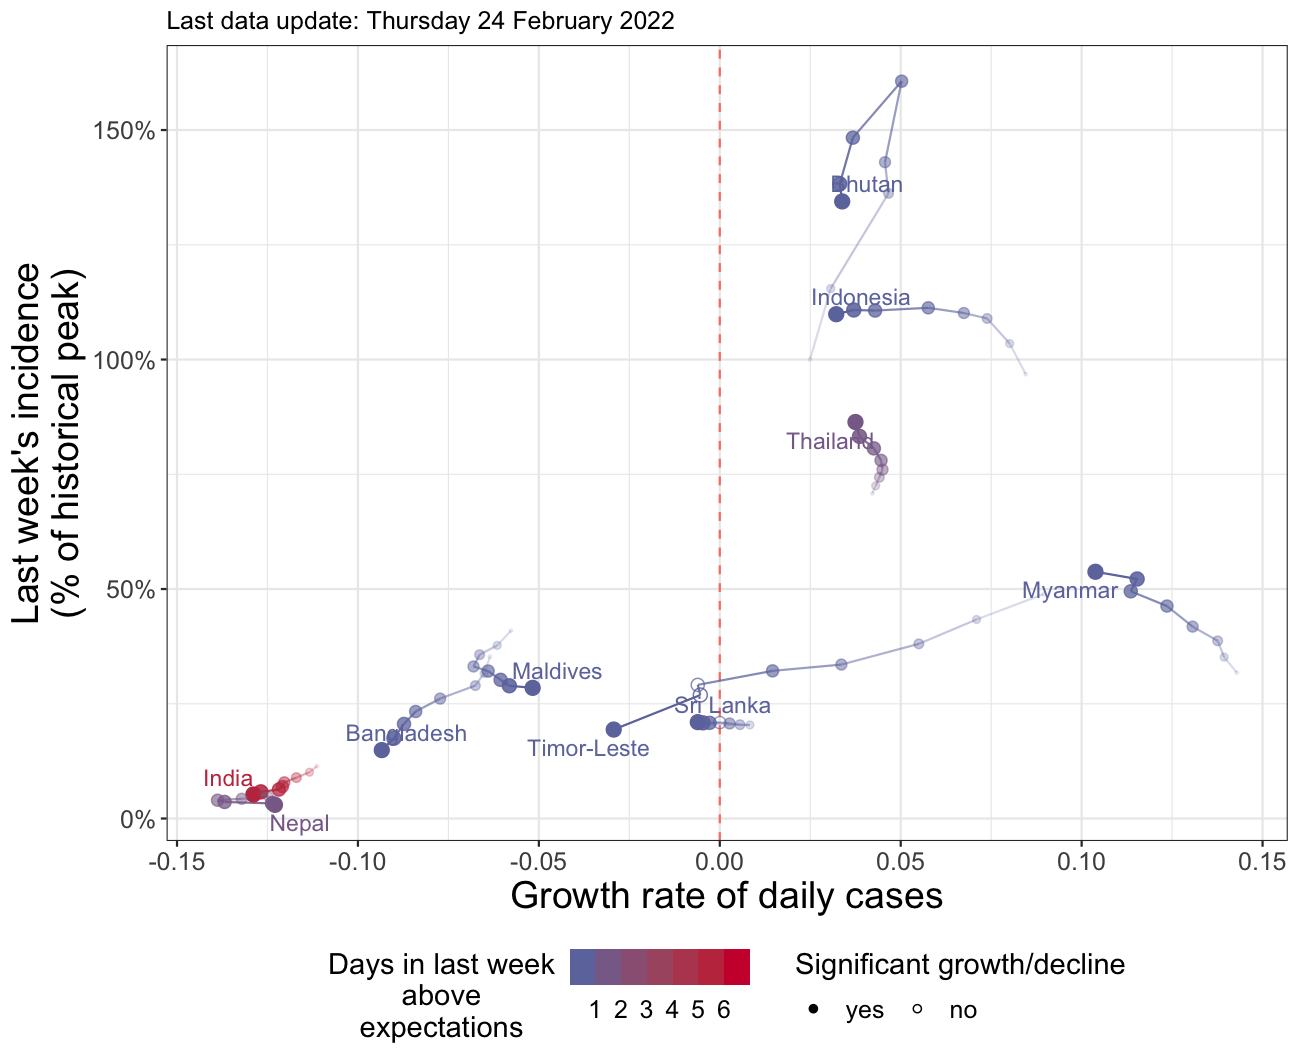 Last data update: Thursday 24 February 2022
Last week's incidence
(% of historical peak)
150%
100%
50%
0%
Bhutan
Indonesia
Thailand
Myanmar
Maldives
Sri Lanka
Bangladesh
Timor-Leste
India
Nepal
-0.15 -0.10 -0.05 0.00 0.05 0.10 0.15
Growth rate of daily cases
Days in last week
above
expectations
1 2 3 4 5 6
Significant growth/decline
yes no